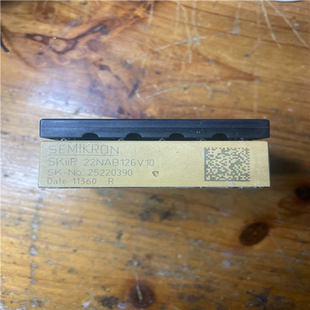 SEMIKRON
SKiiP 22NAB126V10
SK-No. 25220390
Date 11360 R